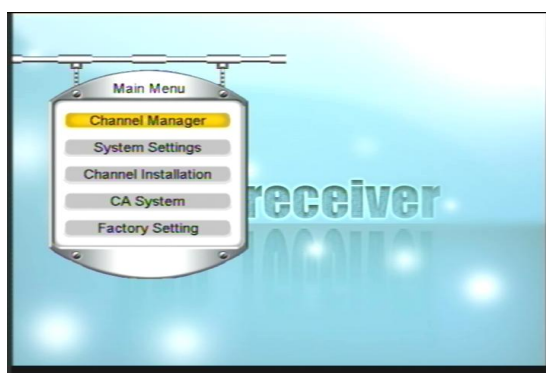 Main Menu
Channel Manager
System Settings
Channel Installation
CA System
Factory Setting
receiver